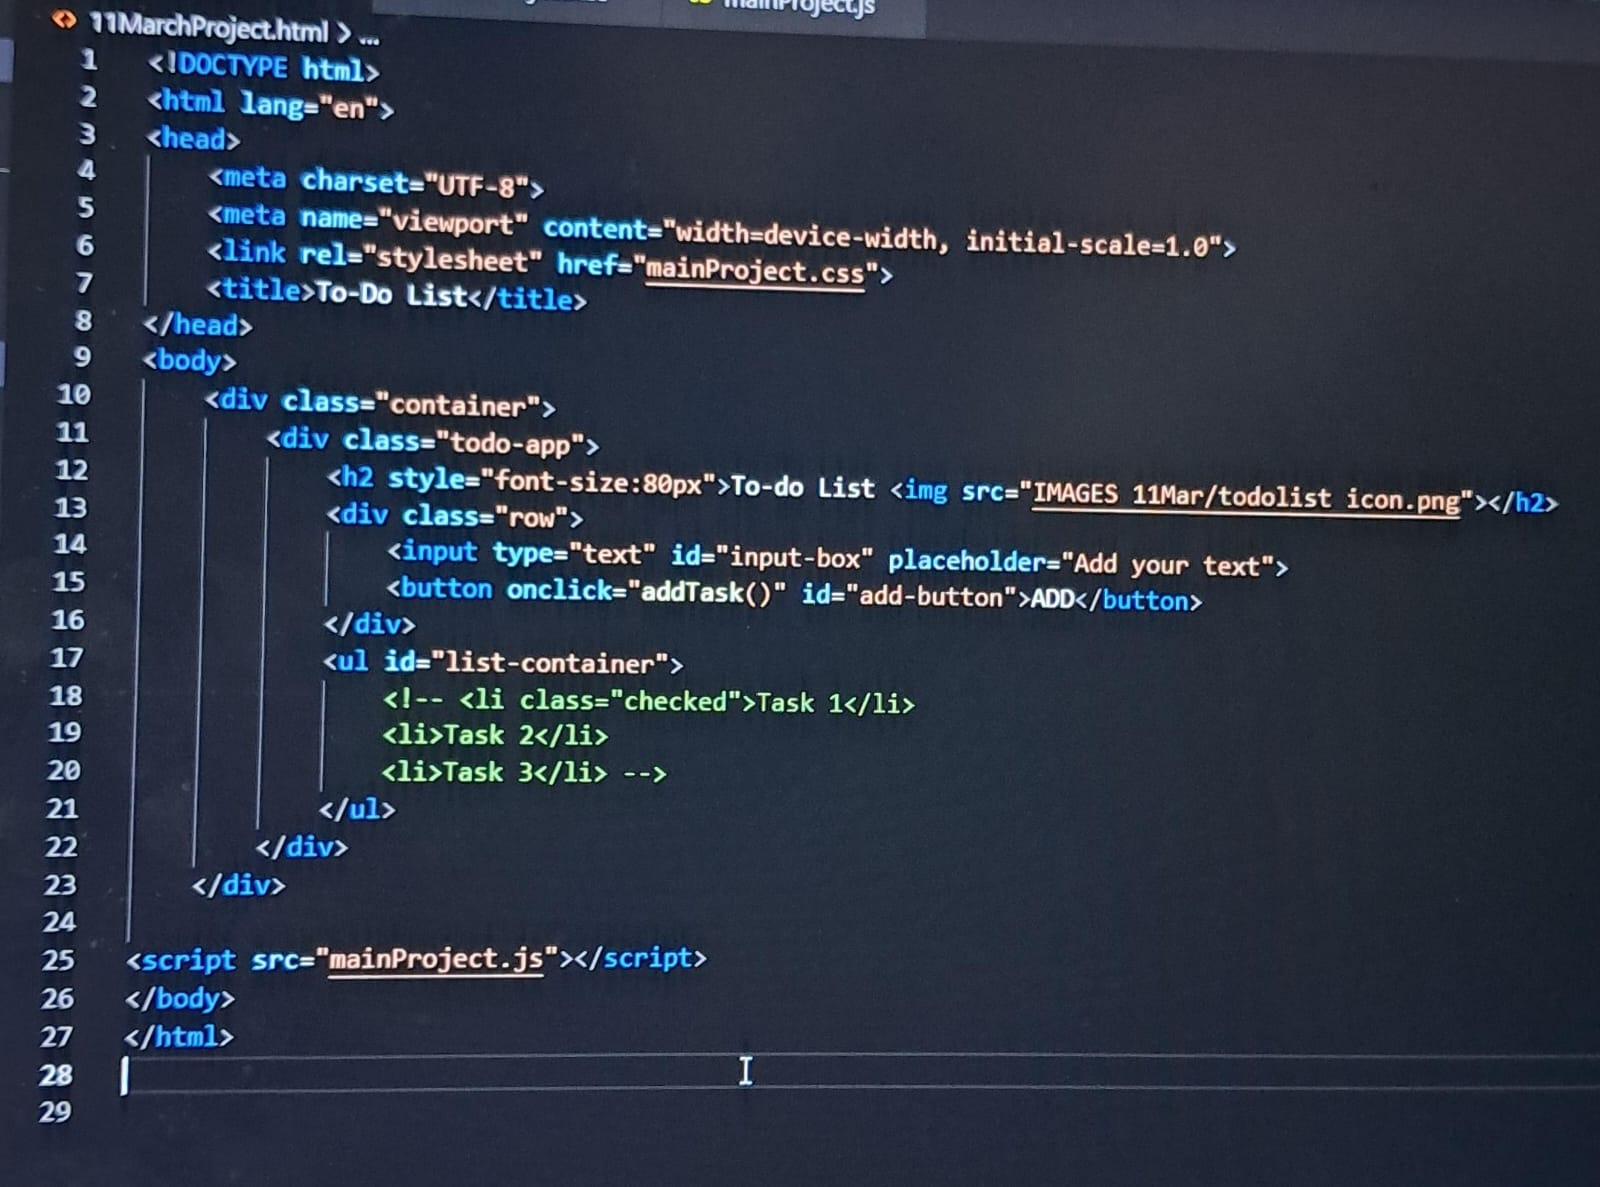 mainProject.js
11MarchProject.html > ...
1 <!DOCTYPE html>
2 <html lang="en">
3 <head>
4 <meta charset="UTF-8">
5 <meta name="viewport" content="width=device-width, initial-scale=1.0">
6 <link rel="stylesheet" href="mainProject.css">
7 <title>To-Do List</title>
8 </head>
9 <body>
10 <div class="container">
11 <div class="todo-app">
12 <h2 style="font-size:80px">To-do List <img src="IMAGES 11Mar/todolist icon.png"></h2>
13 <div class="row">
14 <input type="text" id="input-box" placeholder="Add your text">
15 <button onclick="addTask()" id="add-button">ADD</button>
16 </div>
17 <ul id="list-container">
18 <!-- <li class="checked">Task 1</li>
19 <li>Task 2</li>
20 <li>Task 3</li> -->
21 </ul>
22 </div>
23 </div>
24
25 <script src="mainProject.js"></script>
26 </body>
27 </html>
28
29